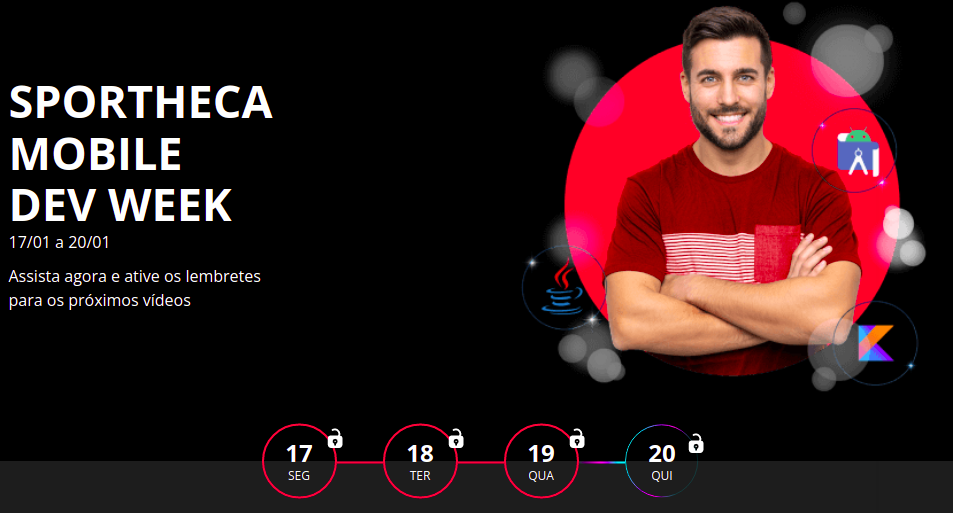 SPORTHECA
MOBILE
DEV WEEK
17/01 a 20/01
Assista agora e ative os lembretes
para os próximos vídeos
17
SEG
18
TER
19
QUA
20
QUI